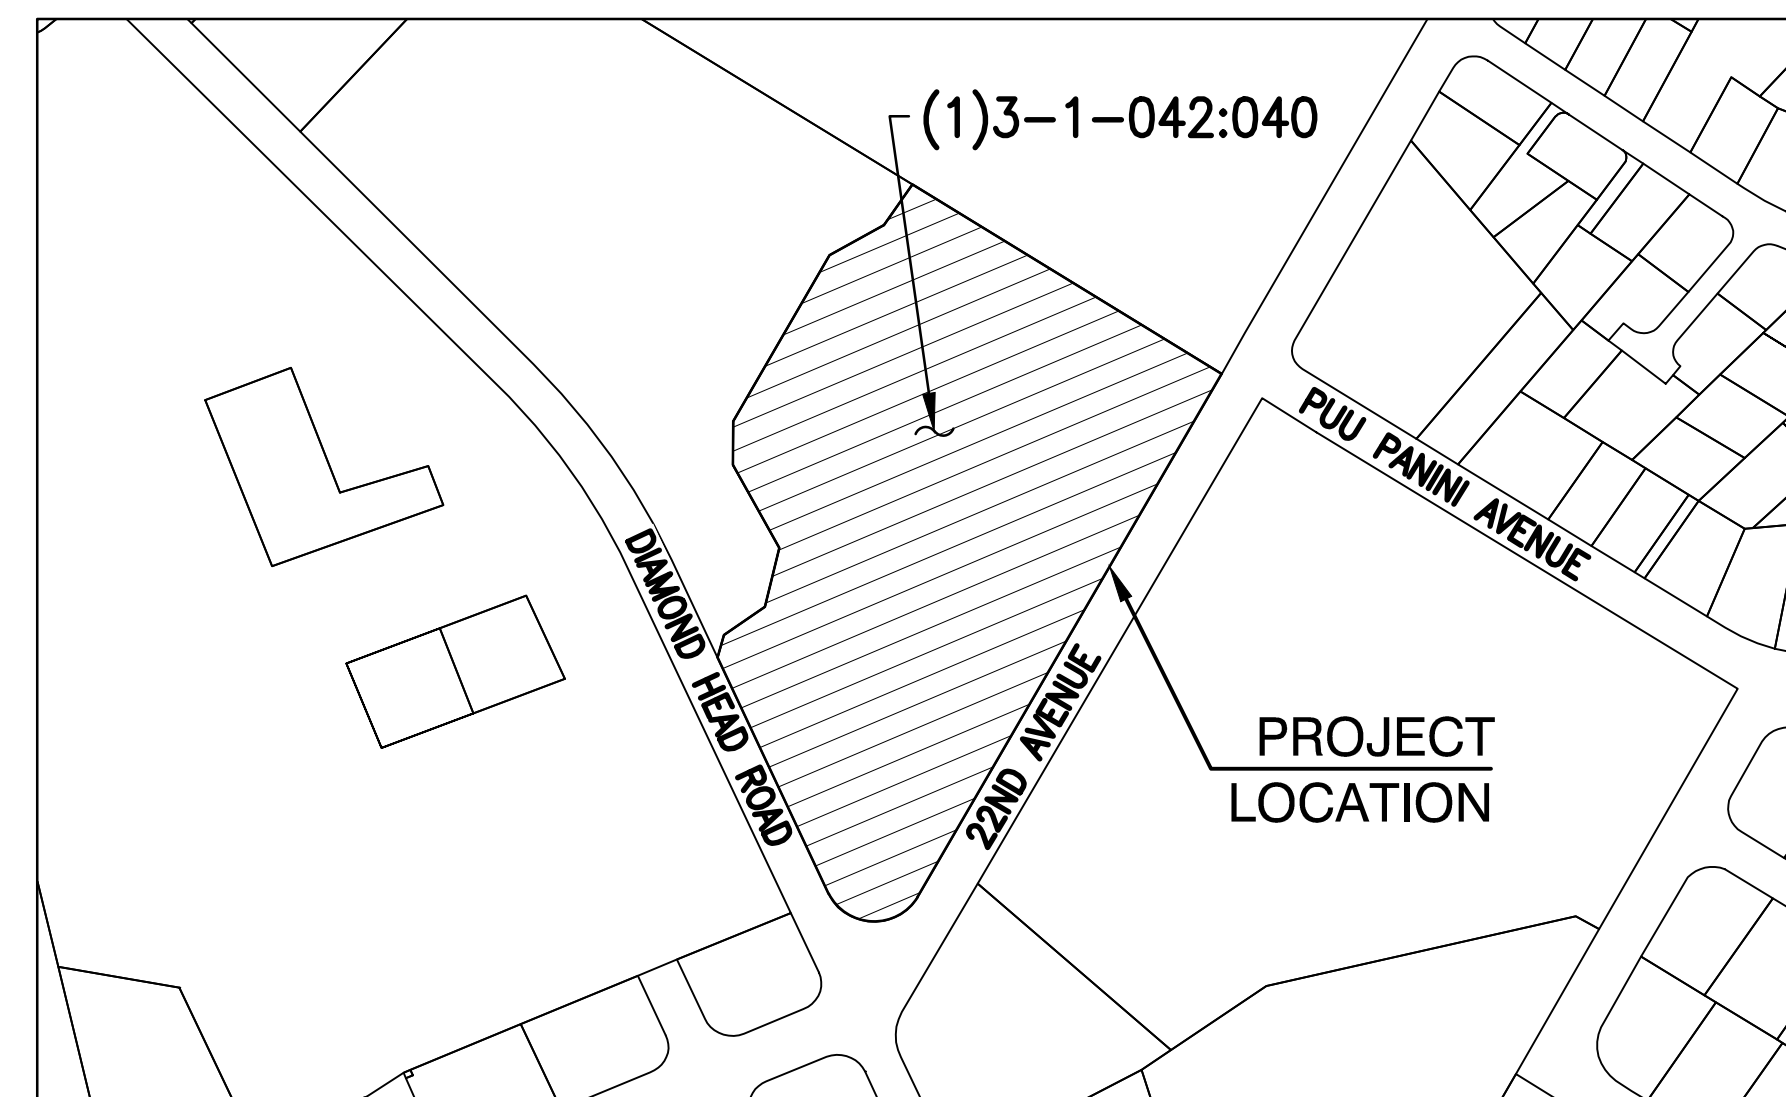 (1)3-1-042:040
PUU PANINI AVENUE
DIAMOND HEAD ROAD
22ND AVENUE
PROJECT
LOCATION